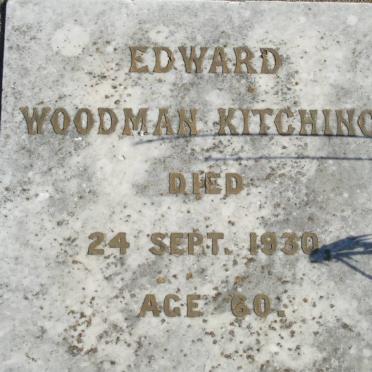 EDWARD
WOODMAN KITCHING
DIED
24 SEPT. 1930
AGE 60.